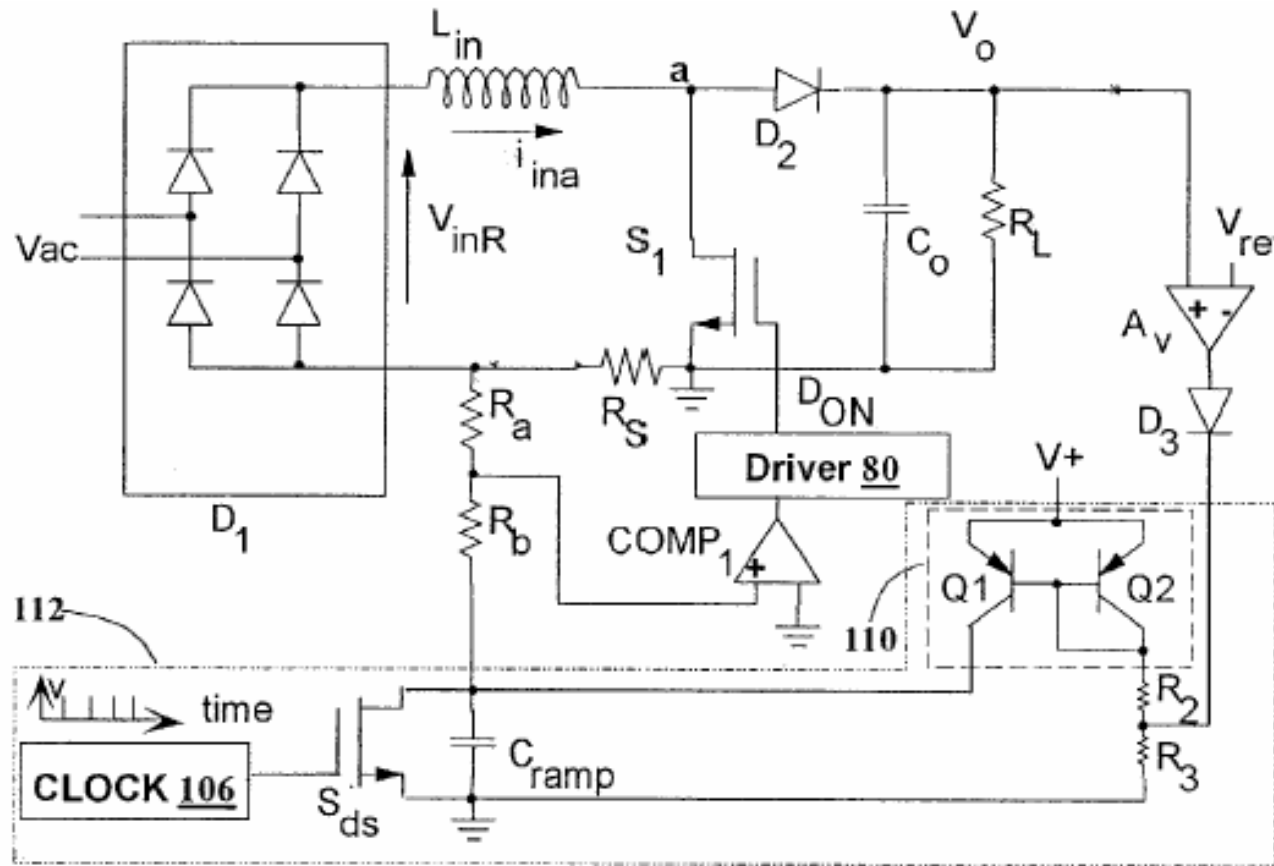 L in
a
V o
D 2
i ina
V inR
Vac
S 1
C o
R L
V re
+ -
A v
R a
R S
D ON
D 3
Driver 80
V+
D 1
R b
COMP 1
+
Q1
Q2
110
112
V
time
R 2
CLOCK 106
S ds
C ramp
R 3